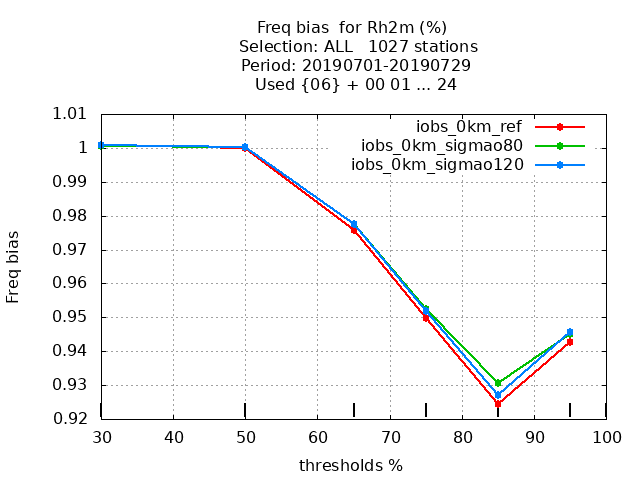 Freq bias  for Rh2m (%)
Selection: ALL   1027 stations
Period: 20190701-20190729
Used {06} + 00 01 ... 24
iobs_0km_ref
iobs_0km_sigmao80
iobs_0km_sigmao120
Freq bias
1.01
1
0.99
0.98
0.97
0.96
0.95
0.94
0.93
0.92
30 40 50 60 70 80 90 100
thresholds %